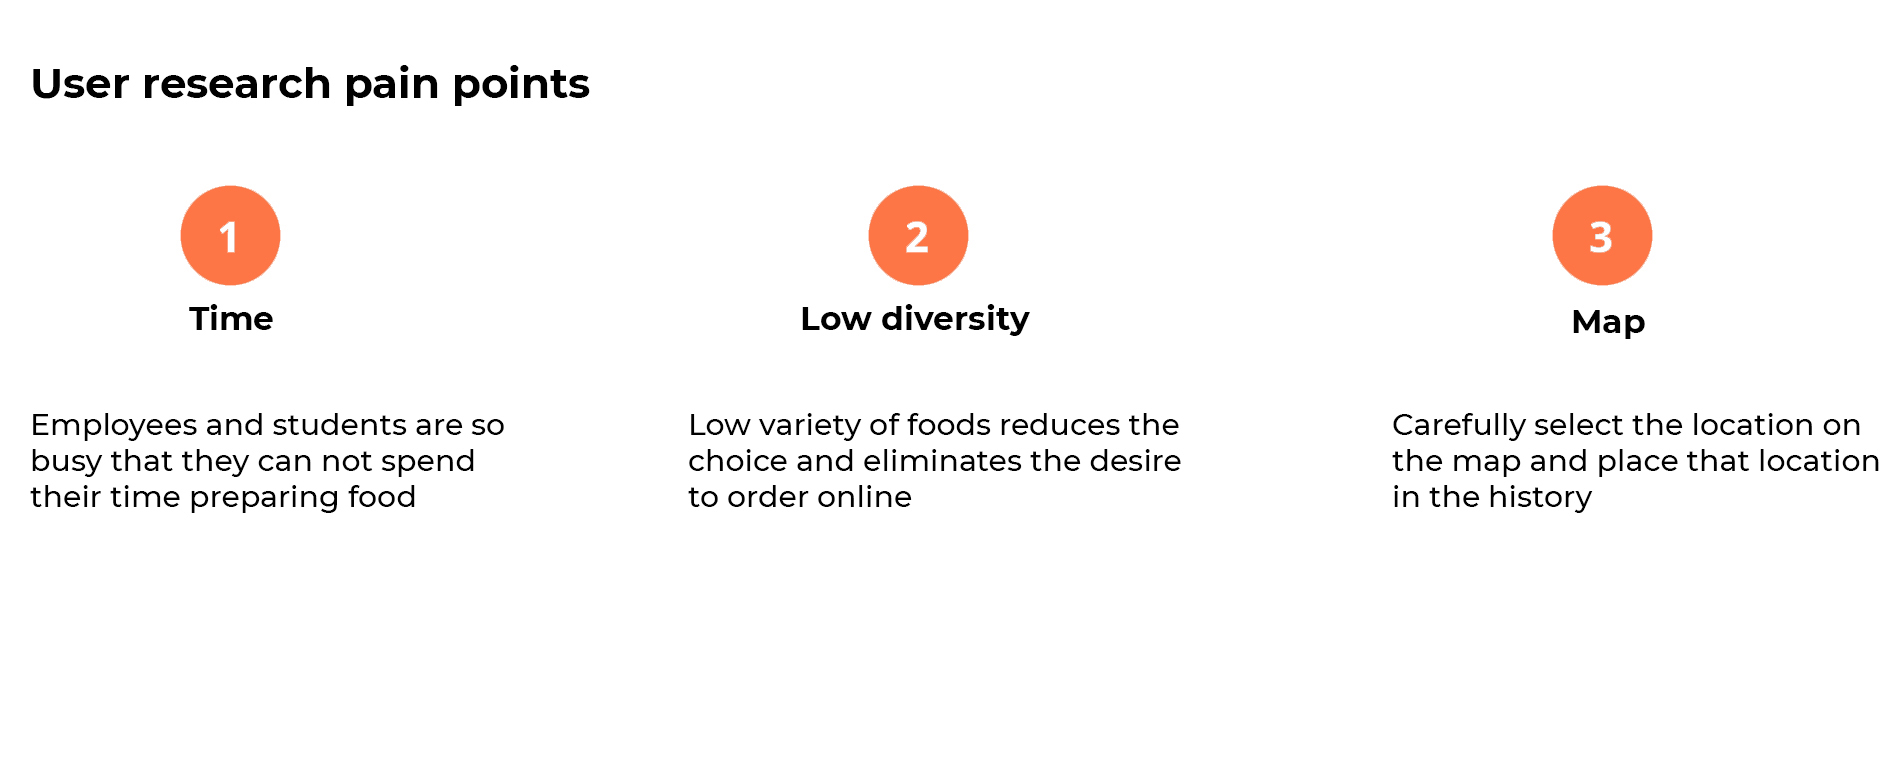 User research pain points
1
Time
Employees and students are so
busy that they can not spend
their time preparing food
2
Low diversity
Low variety of foods reduces the
choice and eliminates the desire
to order online
3
Map
Carefully select the location on
the map and place that location
in the history